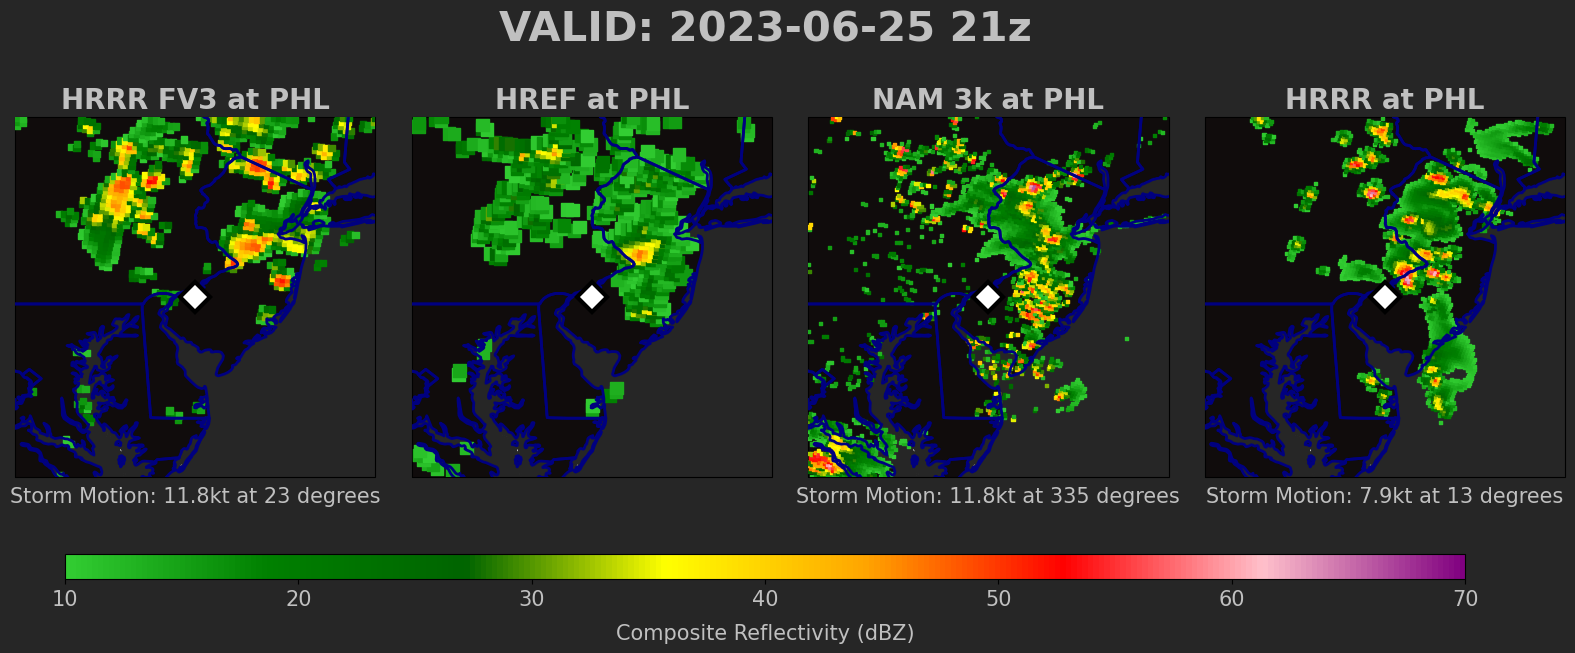 VALID: 2023-06-25 21z
HRRR FV3 at PHL
HREF at PHL
NAM 3k at PHL
HRRR at PHL
Storm Motion: 11.8kt at 23 degrees
Storm Motion: 11.8kt at 335 degrees
Storm Motion: 7.9kt at 13 degrees
10 20 30 40 50 60 70
Composite Reflectivity (dBZ)